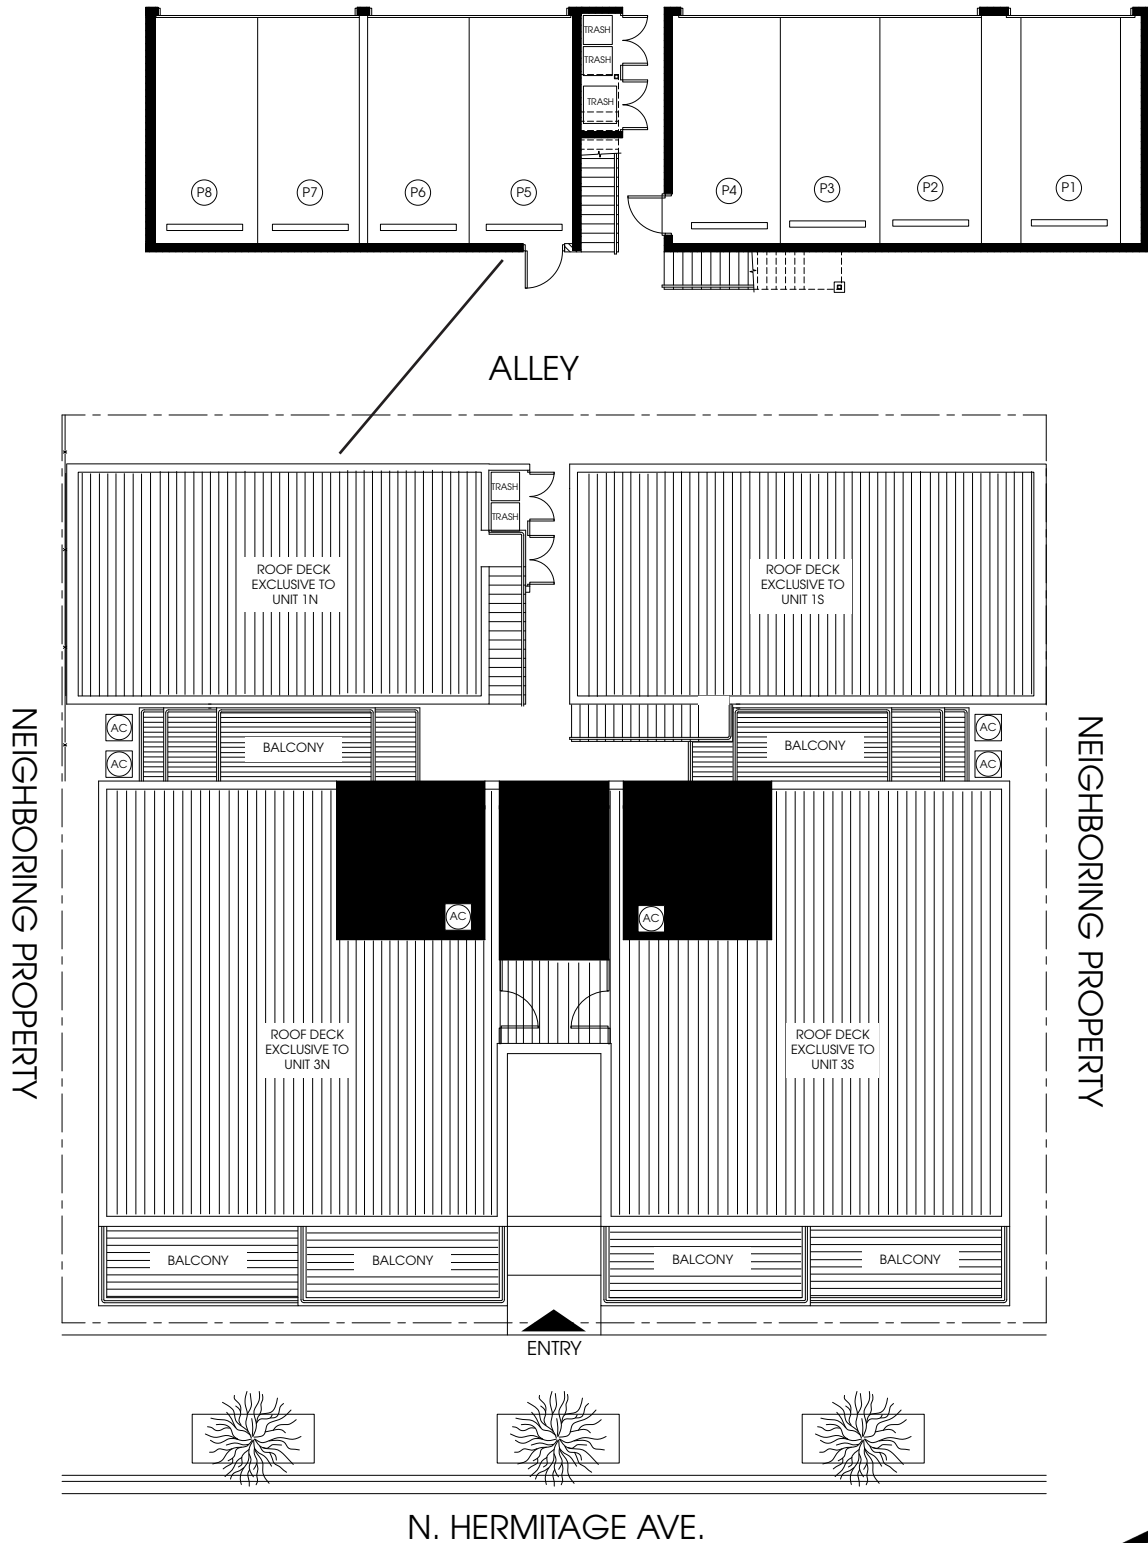 TRASH
TRASH
TRASH
P8
P7
P6
P5
P4
P3
P2
P1
ALLEY
TRASH
TRASH
ROOF DECK
EXCLUSIVE TO
UNIT 1N
ROOF DECK
EXCLUSIVE TO
UNIT 1S
NEIGHBORING PROPERTY
AC
AC
BALCONY
BALCONY
AC
AC
NEIGHBORING PROPERTY
AC
AC
ROOF DECK
EXCLUSIVE TO
UNIT 3N
ROOF DECK
EXCLUSIVE TO
UNIT 3S
BALCONY
BALCONY
BALCONY
BALCONY
ENTRY
N. HERMITAGE AVE.